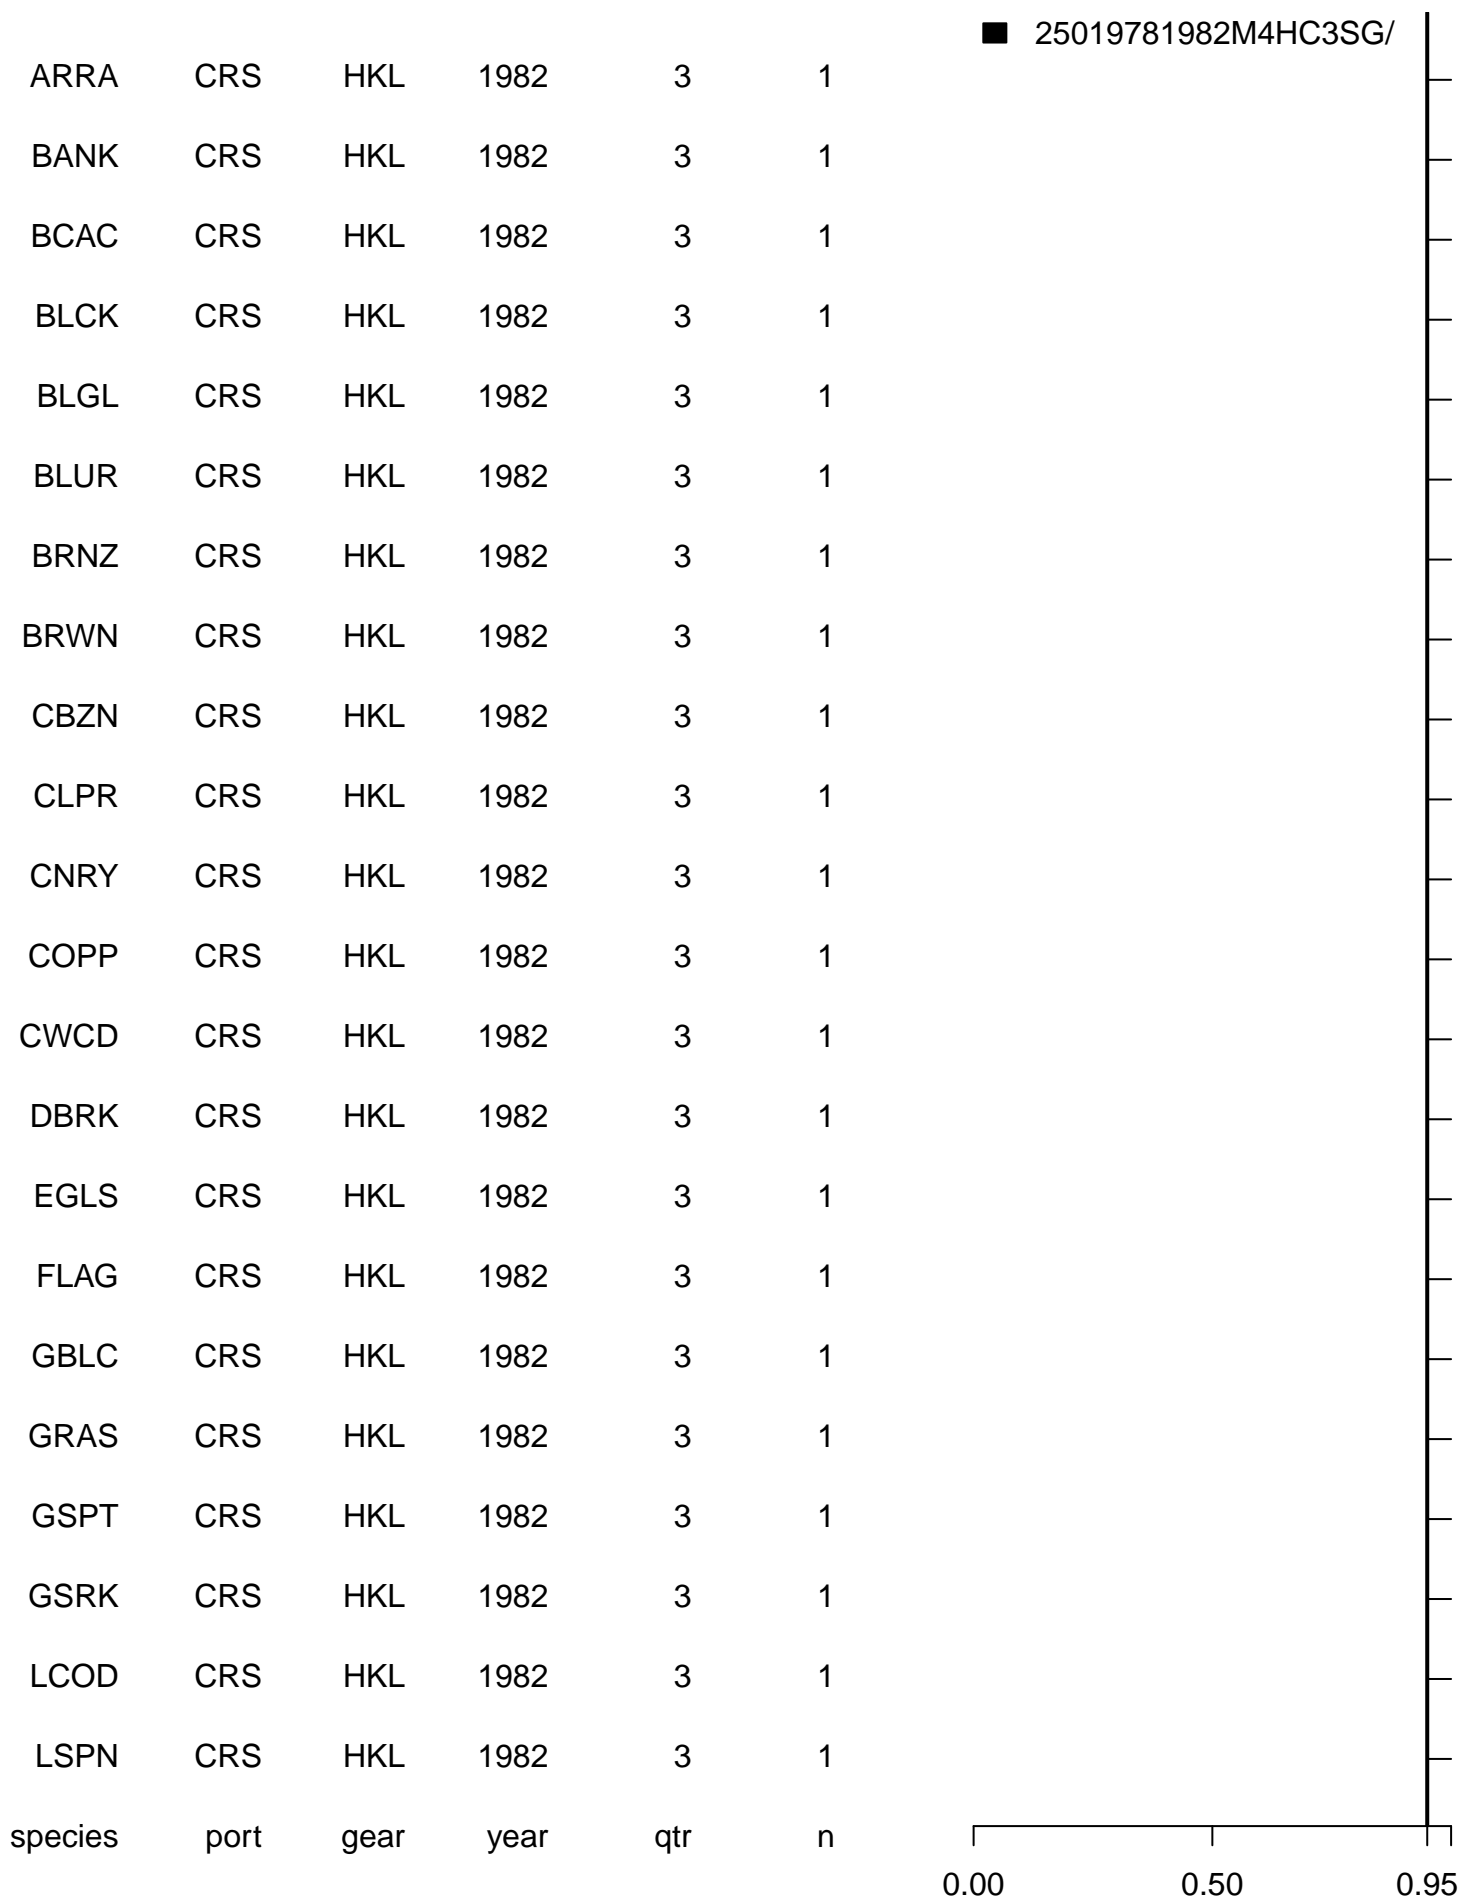 25019781982M4HC3SG/
ARRA CRS HKL 1982 3 1
BANK CRS HKL 1982 3 1
BCAC CRS HKL 1982 3 1
BLCK CRS HKL 1982 3 1
BLGL CRS HKL 1982 3 1
BLUR CRS HKL 1982 3 1
BRNZ CRS HKL 1982 3 1
BRWN CRS HKL 1982 3 1
CBZN CRS HKL 1982 3 1
CLPR CRS HKL 1982 3 1
CNRY CRS HKL 1982 3 1
COPP CRS HKL 1982 3 1
CWCD CRS HKL 1982 3 1
DBRK CRS HKL 1982 3 1
EGLS CRS HKL 1982 3 1
FLAG CRS HKL 1982 3 1
GBLC CRS HKL 1982 3 1
GRAS CRS HKL 1982 3 1
GSPT CRS HKL 1982 3 1
GSRK CRS HKL 1982 3 1
LCOD CRS HKL 1982 3 1
LSPN CRS HKL 1982 3 1
species port gear year qtr n
0.00 0.50 0.95